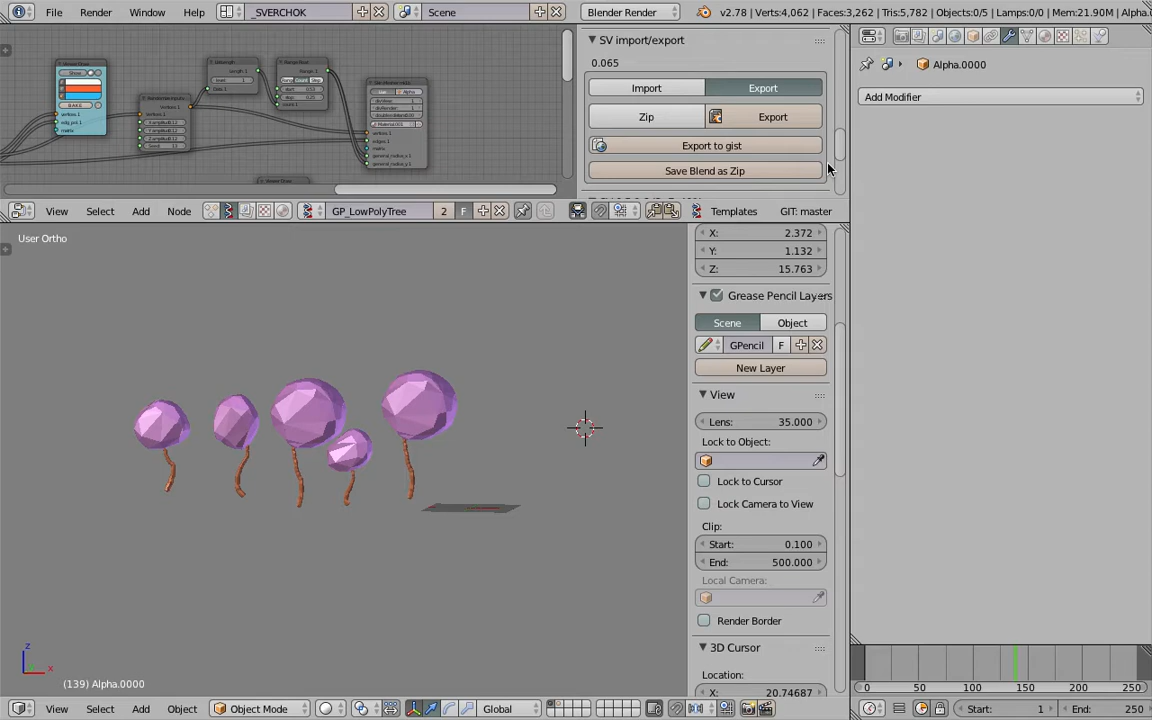 File Render Window Help _SVERCHOK Scene Blender Render v2.78 | Verts:4,062 | Faces:3,262 | Tris:5,782 | Objects:0/5 | Lamps:0/0 | Mem:21.90M | Alpha.0
SV import/export
0.065
Import Export
Zip Export
Export to gist
Save Blend as Zip
View Select Add Node GP_LowPolyTree 2 F Templates GIT: master
Alpha.0000
Add Modifier
User Ortho
X: 2.372
Y: 1.132
Z: 15.763
Grease Pencil Layers
Scene Object
GPencil F
New Layer
View
Lens: 35.000
Lock to Object:
Lock to Cursor
Lock Camera to View
Clip:
Start: 0.100
End: 500.000
Local Camera:
Render Border
3D Cursor
Location:
X: 20.74687
z
x
(139) Alpha.0000
View Select Add Object Object Mode Global
0 50 100 150 200 250
Start: 1 End: 250